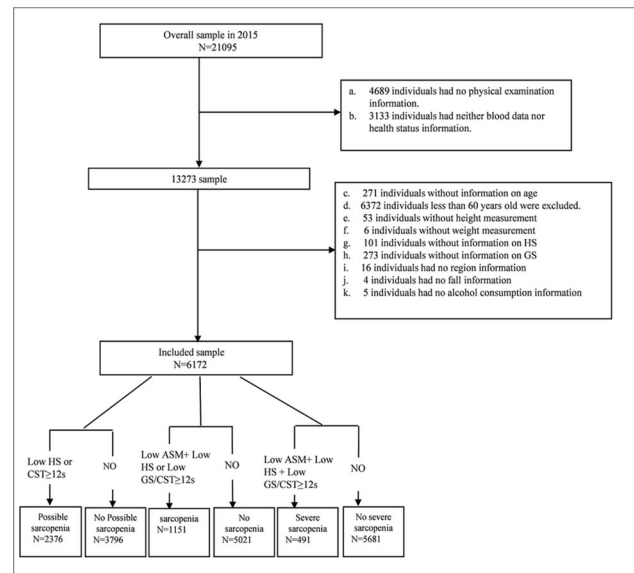 Overall sample in 2015
N=21095
a. 4689 individuals had no physical examination
information.
b. 3133 individuals had neither blood data nor
health status information.
13273 sample
c. 271 individuals without information on age
d. 6372 individuals less than 60 years old were excluded.
e. 53 individuals without height measurement
f. 6 individuals without weight measurement
g. 101 individuals without information on HS
h. 273 individuals without information on GS
i. 16 individuals had no region information
j. 4 individuals had no fall information
k. 5 individuals had no alcohol consumption information
Included sample
N=6172
Low HS or
CST≥12s
NO
Low ASM+ Low
HS or Low
GS/CST≥12s
NO
Low ASM+ Low
HS + Low
GS/CST≥12s
NO
Possible
sarcopenia
N=2376
No Possible
sarcopenia
N=3796
sarcopenia
N=1151
No
sarcopenia
N=5021
Severe
sarcopenia
N=491
No severe
sarcopenia
N=5681